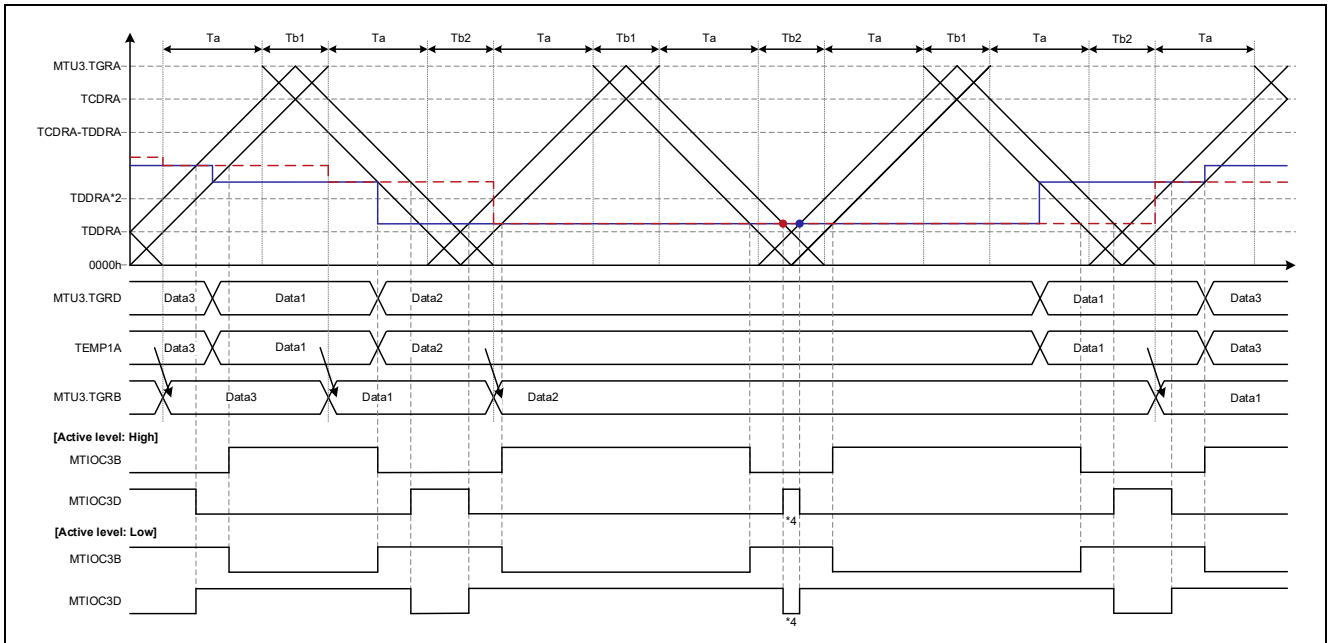 Ta Tb1 Ta Tb2 Ta Tb1 Ta Tb2 Ta Tb1 Ta Tb2 Ta
MTU3.TGRA
TCDRA
TCDRA-TDDRA
TDDRA*2
TDDRA
0000h
MTU3.TGRD Data3 Data1 Data2 Data1 Data3
TEMP1A Data3 Data1 Data2 Data1 Data3
MTU3.TGRB Data3 Data1 Data2 Data1
[Active level: High]
MTIOC3B
MTIOC3D
*4
[Active level: Low]
MTIOC3B
MTIOC3D
*4